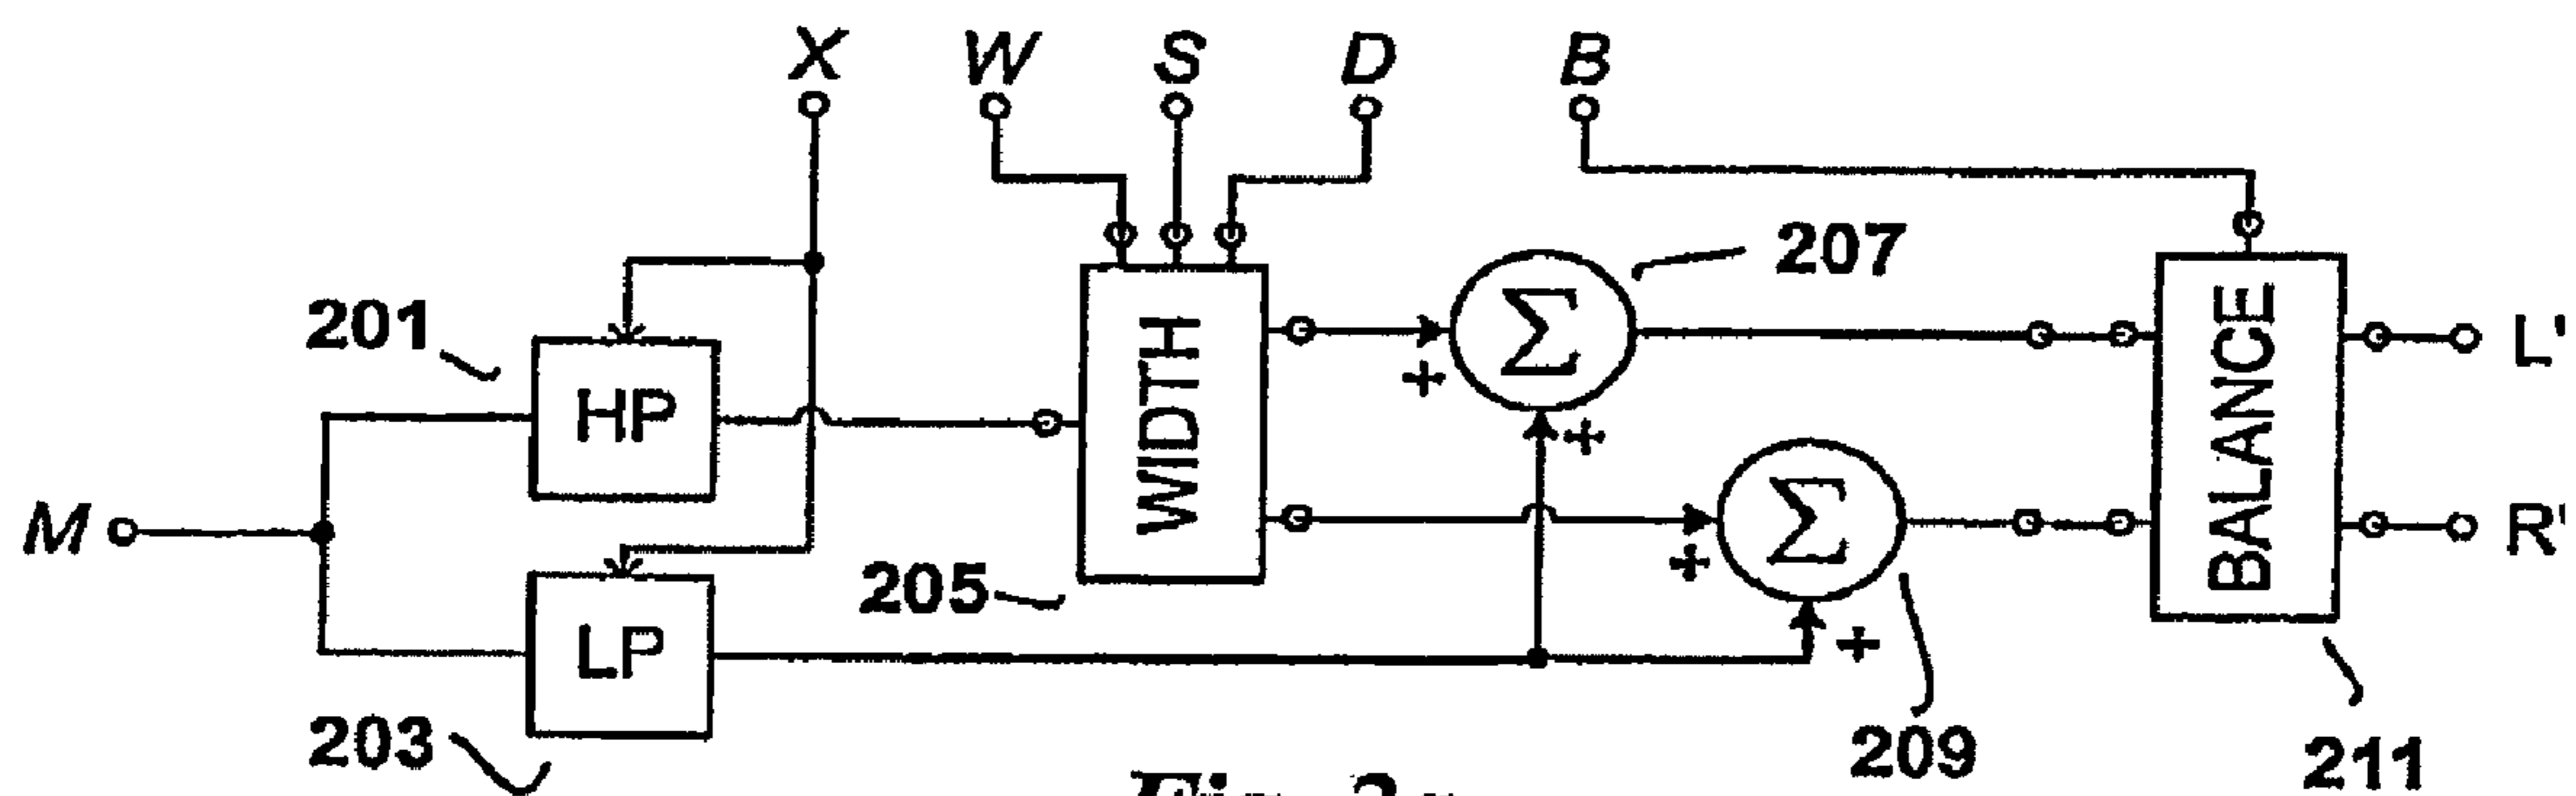 X W S D B
207
201
HP
WIDTH
Σ
BALANCE
L'
M
Σ
R'
205
LP
+
+
+
+
203
209
211